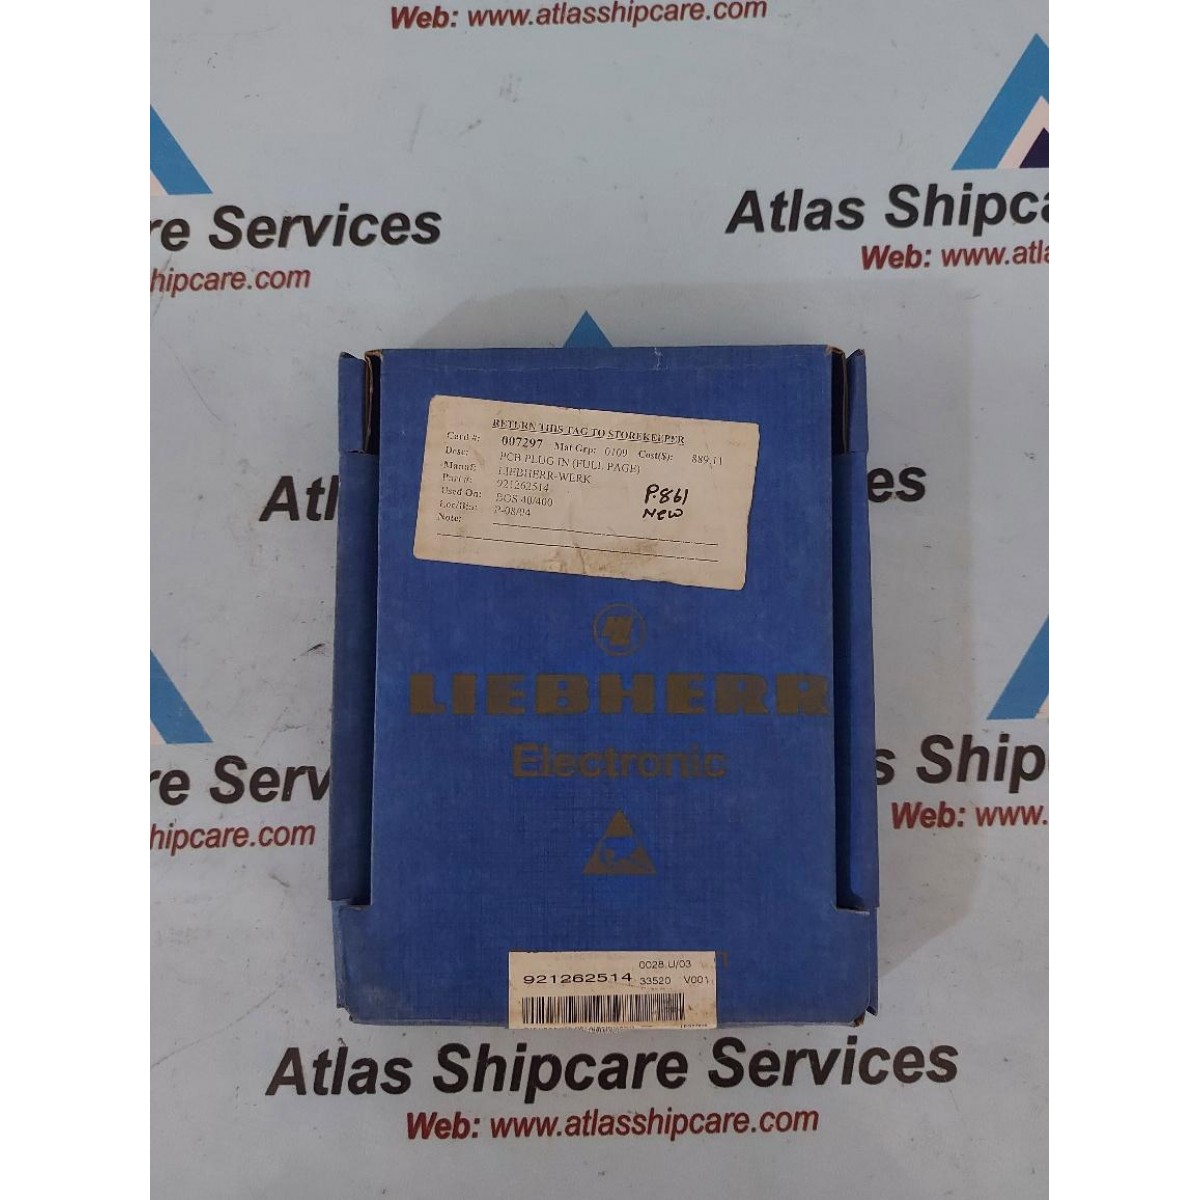 Web: www.atlasshipcare.com
re Services
Atlas Shipca
hipcare.com
Web: www.atla
RETURN THIS TAG TO STOREKEEPER
Card #: 007297 Mat Grp: 0109 Cost($): 889.11
Desc: PCB PLUG IN (FULL PAGE)
Manuf: LIEBHERR-WERK
Part #: 921262514
Used On: BOS 40/400
Loc/Bin: P-08/04
Note:
P.861
New
Atl
es
LIEBHERR
Electronic
re Serv
s Ship
hipcare.com
Web: www.
0028.U/03
921262514 33520 V001
Atlas Shipcare Services
Web: www.atlasshipcare.com